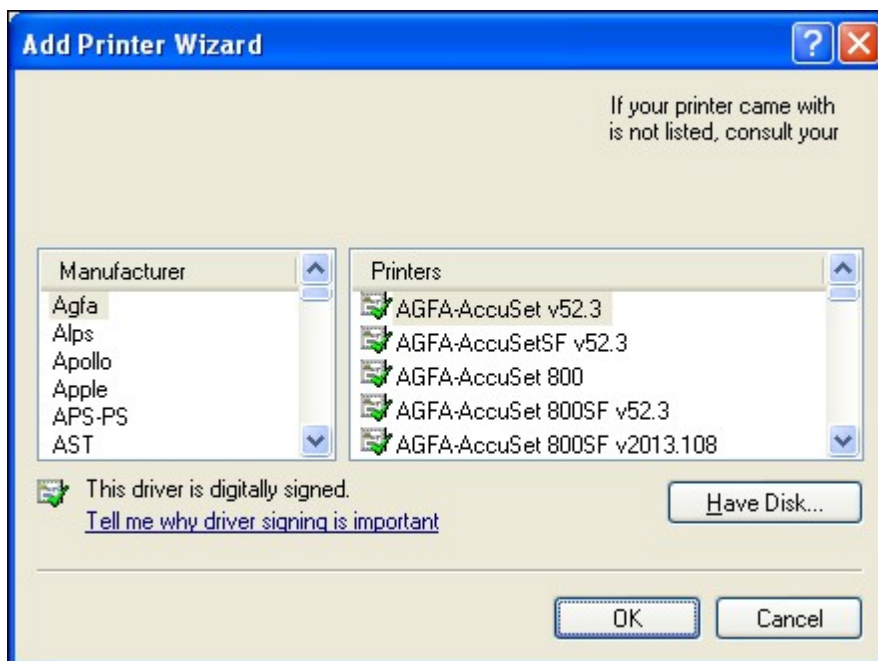 Add Printer Wizard
If your printer came with
is not listed, consult your
Manufacturer
Agfa
Alps
Apollo
Apple
APS-PS
AST
Printers
AGFA-AccuSet v52.3
AGFA-AccuSetSF v52.3
AGFA-AccuSet 800
AGFA-AccuSet 800SF v52.3
AGFA-AccuSet 800SF v2013.108
This driver is digitally signed.
Tell me why driver signing is important
Have Disk...
OK
Cancel